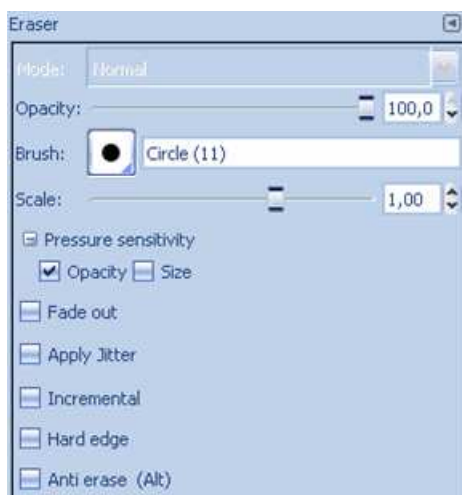 Eraser
Mode: Normal
Opacity: 100,0
Brush: Circle (11)
Scale: 1,00
Pressure sensitivity
Opacity Size
Fade out
Apply Jitter
Incremental
Hard edge
Anti erase (Alt)